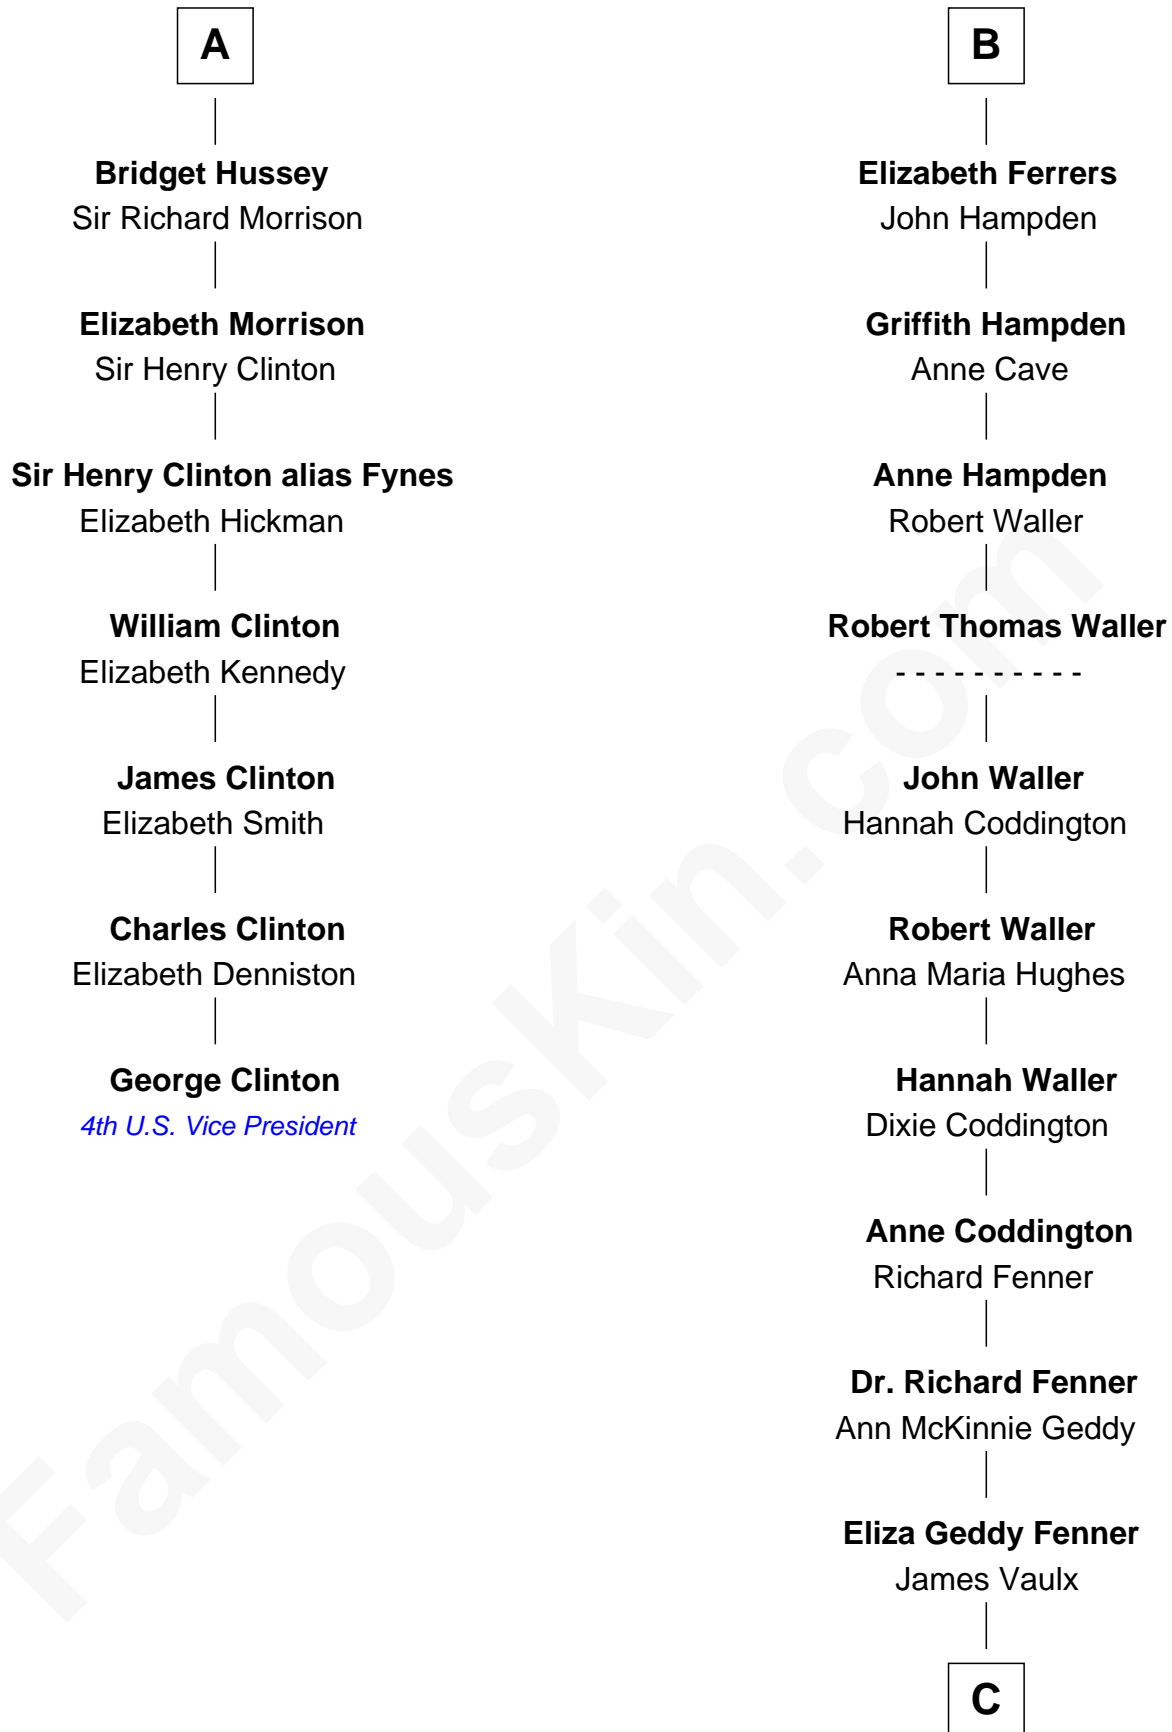 A
Bridget Hussey
Sir Richard Morrison
Elizabeth Morrison
Sir Henry Clinton
Sir Henry Clinton alias Fynes
Elizabeth Hickman
William Clinton
Elizabeth Kennedy
James Clinton
Elizabeth Smith
Charles Clinton
Elizabeth Denniston
George Clinton
4th U.S. Vice President
B
Elizabeth Ferrers
John Hampden
Griffith Hampden
Anne Cave
Anne Hampden
Robert Waller
Robert Thomas Waller
- - - - - - - - - -
John Waller
Hannah Coddington
Robert Waller
Anna Maria Hughes
Hannah Waller
Dixie Coddington
Anne Coddington
Richard Fenner
Dr. Richard Fenner
Ann McKinnie Geddy
Eliza Geddy Fenner
James Vaulx
C
FamousKin.com